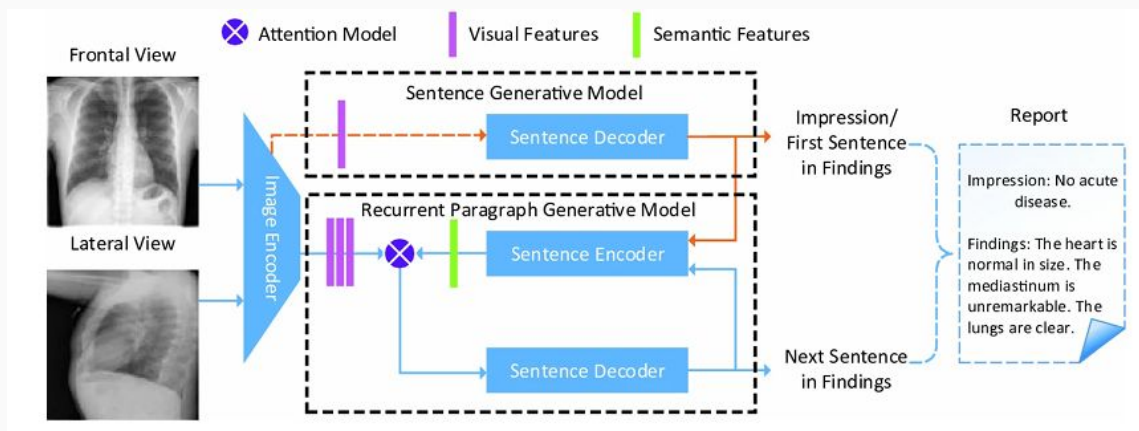 Attention Model
Visual Features
Semantic Features
Frontal View
Lateral View
Image Encoder
Sentence Generative Model
Sentence Decoder
Recurrent Paragraph Generative Model
Sentence Encoder
Sentence Decoder
Impression/
First Sentence
in Findings
Next Sentence
in Findings
Report
Impression: No acute
disease.
Findings: The heart is
normal in size. The
mediastinum is
unremarkable. The
lungs are clear.